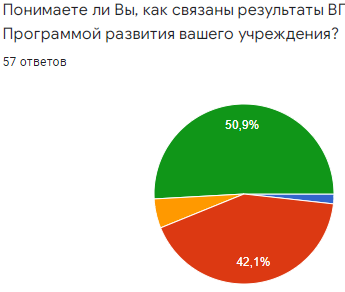 Понимаете ли Вы, как связаны результаты ВГ
Программой развития вашего учреждения?
57 ответов
50,9%
42,1%